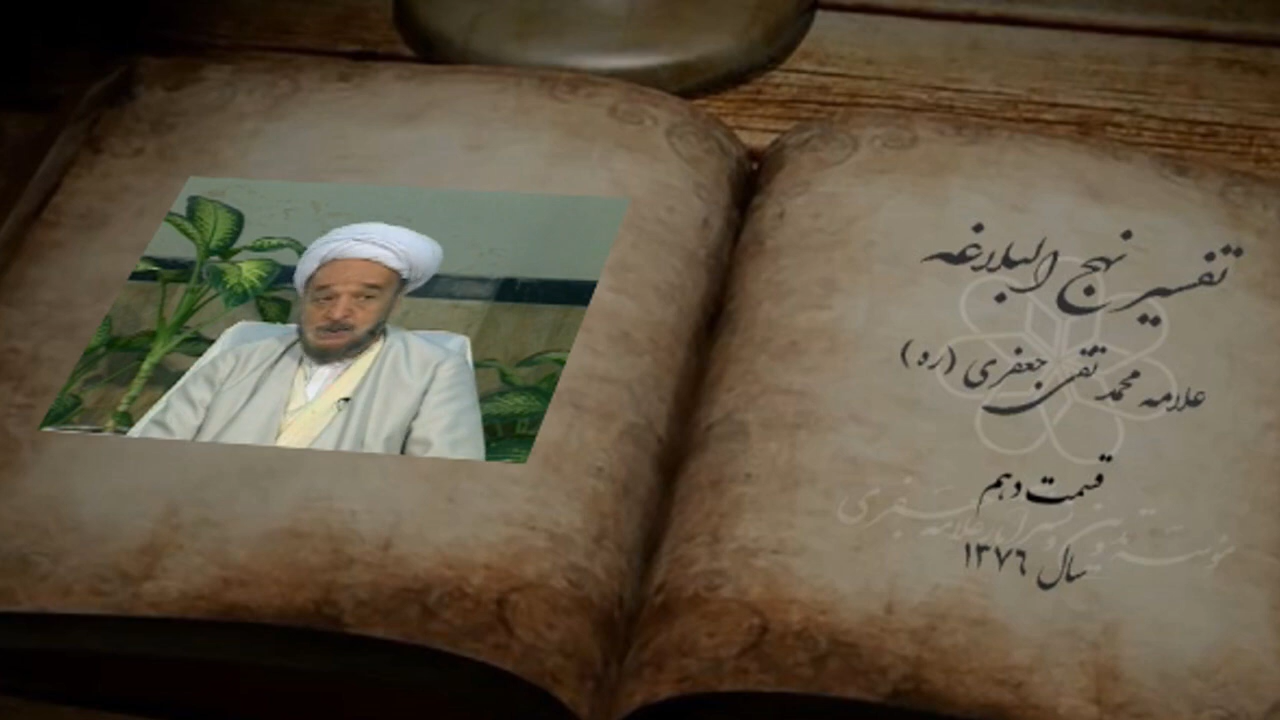 تفسیر نهج البلاغه
علامه محمد تقی جعفری (ره)
قسمت دهم
سال ۱۳۷۶